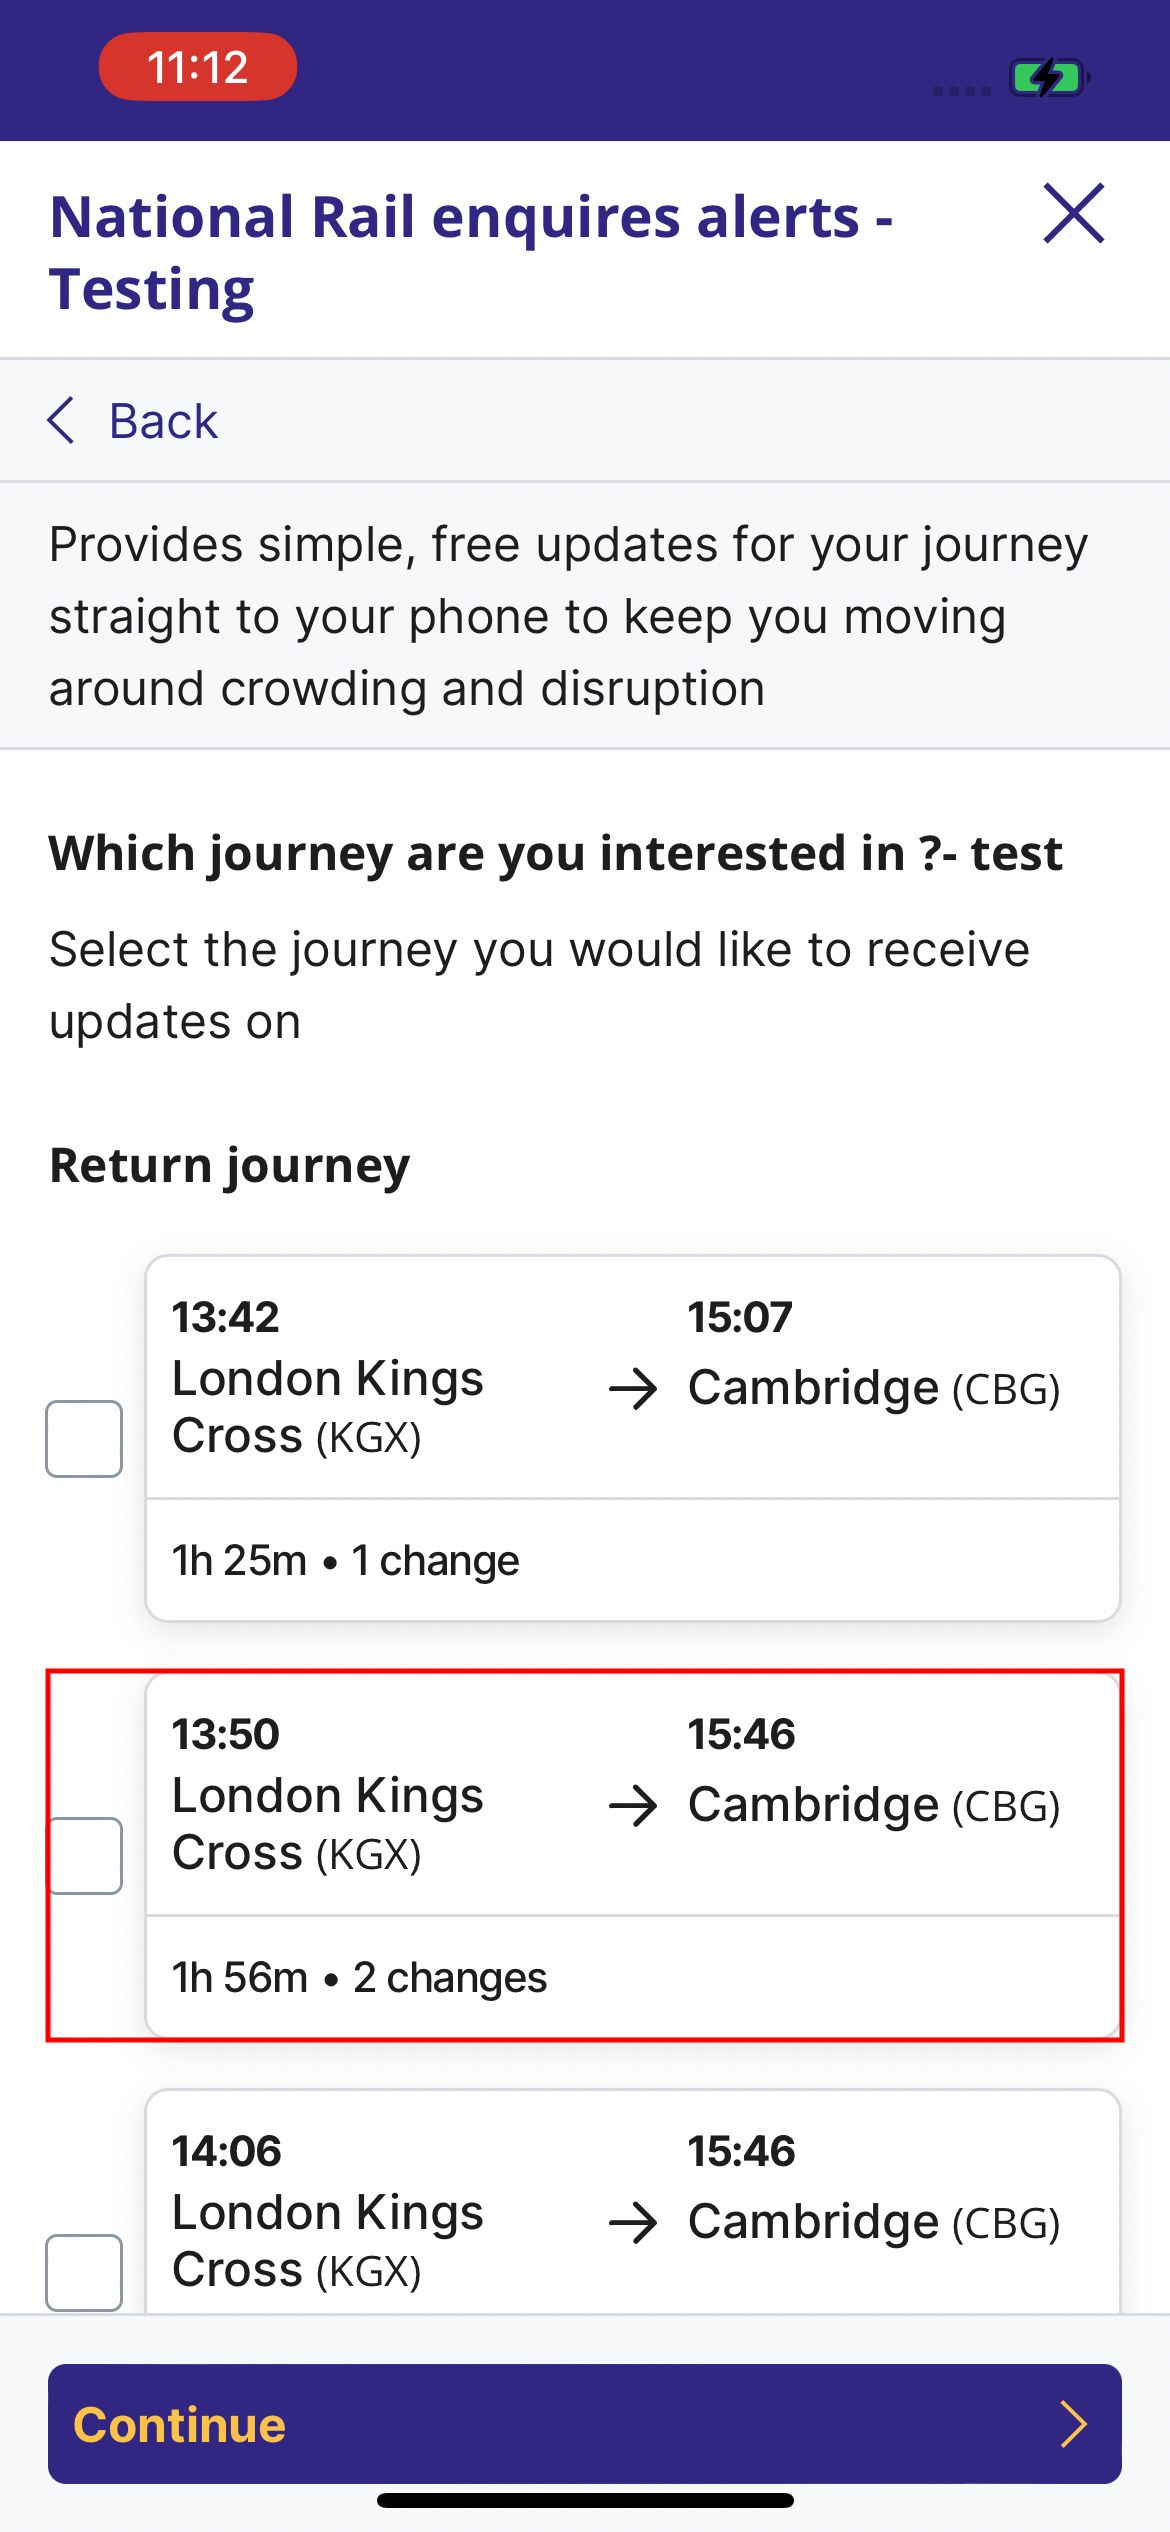 11:12
National Rail enquires alerts -
Testing
Back
Provides simple, free updates for your journey
straight to your phone to keep you moving
around crowding and disruption
Which journey are you interested in ?- test
Select the journey you would like to receive
updates on
Return journey
13:42
London Kings
Cross (KGX)
15:07
Cambridge (CBG)
1h 25m • 1 change
13:50
London Kings
Cross (KGX)
15:46
Cambridge (CBG)
1h 56m • 2 changes
14:06
London Kings
Cross (KGX)
15:46
Cambridge (CBG)
Continue